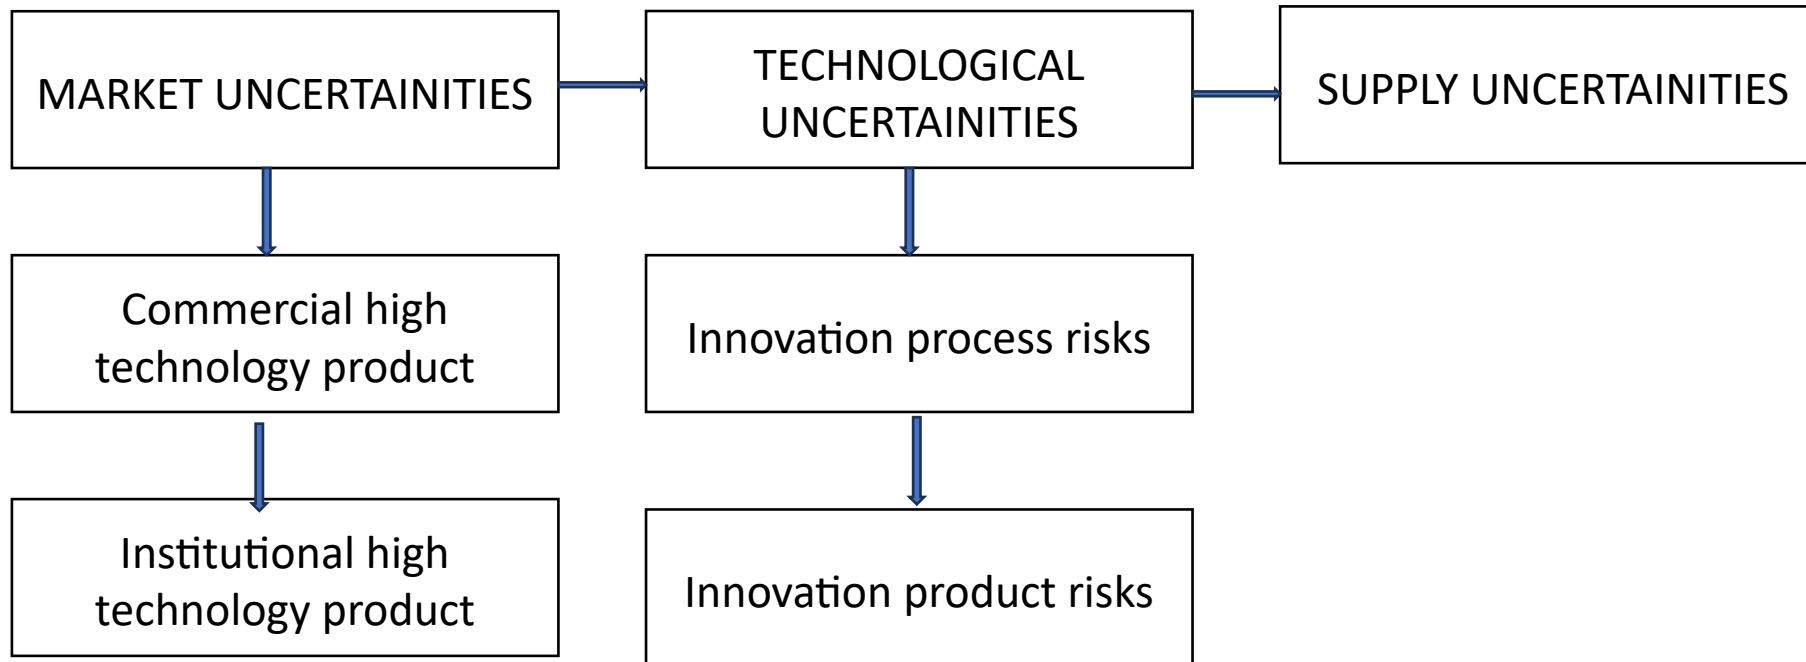 MARKET UNCERTAINITIES
TECHNOLOGICAL
UNCERTAINITIES
SUPPLY UNCERTAINITIES
Commercial high
technology product
Innovation process risks
Institutional high
technology product
Innovation product risks